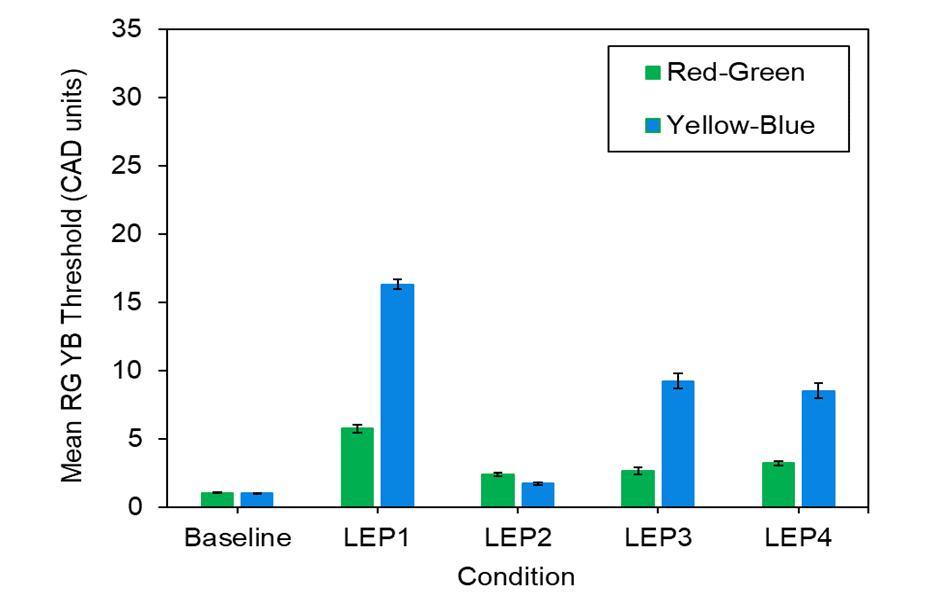 Mean RG YB Threshold (CAD units)
35
30
25
20
15
10
5
0
Red-Green
Yellow-Blue
Baseline LEP1 LEP2 LEP3 LEP4
Condition